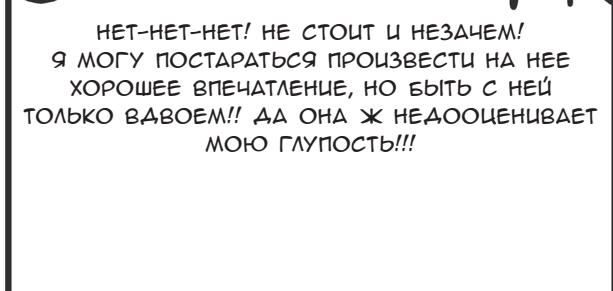 НЕТ-НЕТ-НЕТ! НЕ СТОИТ И НЕЗАЧЕМ!
Я МОГУ ПОСТАРАТЬСЯ ПРОИЗВЕСТИ НА НЕЕ
ХОРОШЕЕ ВПЕЧАТЛЕНИЕ, НО БЫТЬ С НЕЙ
ТОЛЬКО ВДВОЕМ!! ДА ОНА Ж НЕДООЦЕНИВАЕТ
МОЮ ГЛУПОСТЬ!!!